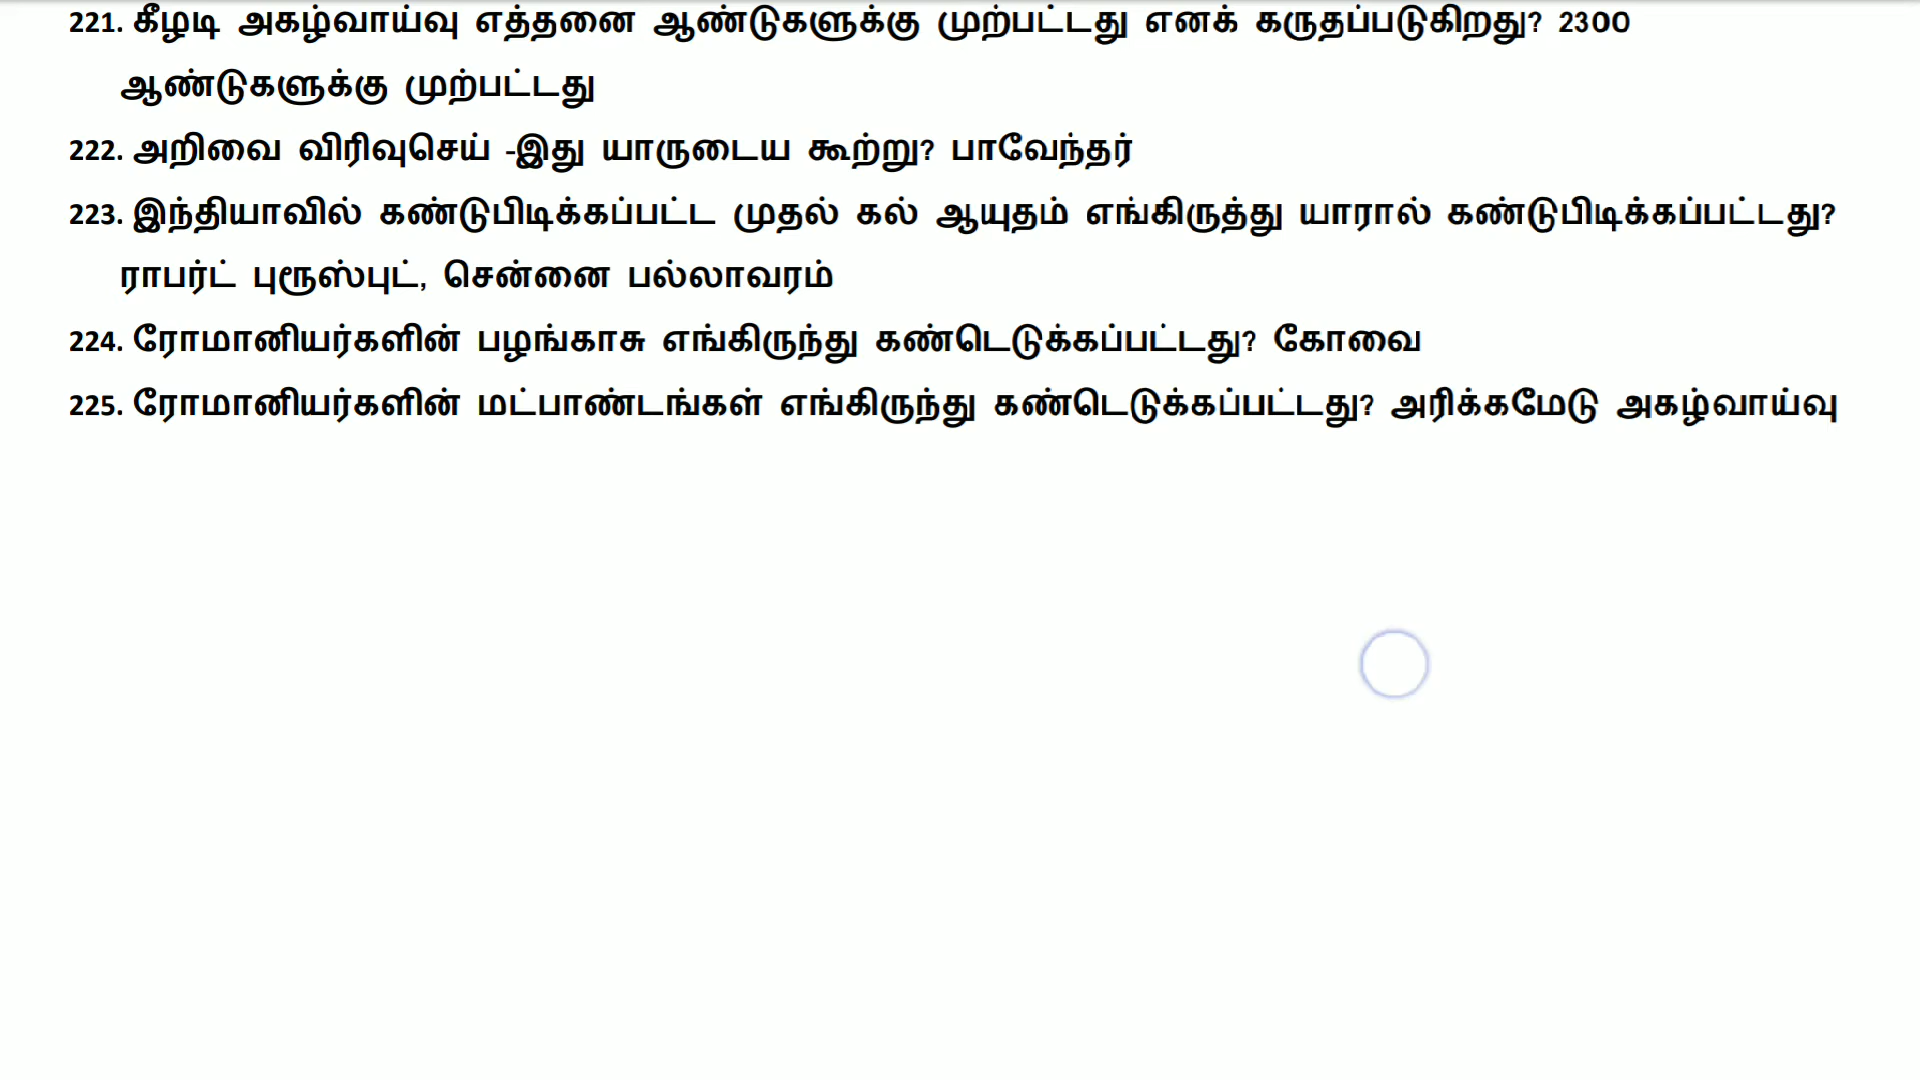 221. கீழடி அகழ்வாய்வு எத்தனை ஆண்டுகளுக்கு முற்பட்டது எனக் கருதப்படுகிறது? 2300
ஆண்டுகளுக்கு முற்பட்டது
222. அறிவை விரிவுசெய் -இது யாருடைய கூற்று? பாவேந்தர்
223. இந்தியாவில் கண்டுபிடிக்கப்பட்ட முதல் கல் ஆயுதம் எங்கிருத்து யாரால் கண்டுபிடிக்கப்பட்டது?
ராபர்ட் புரூஸ்புட், சென்னை பல்லாவரம்
224. ரோமானியர்களின் பழங்காசு எங்கிருந்து கண்டெடுக்கப்பட்டது? கோவை
225. ரோமானியர்களின் மட்பாண்டங்கள் எங்கிருந்து கண்டெடுக்கப்பட்டது? அரிக்கமேடு அகழ்வாய்வு